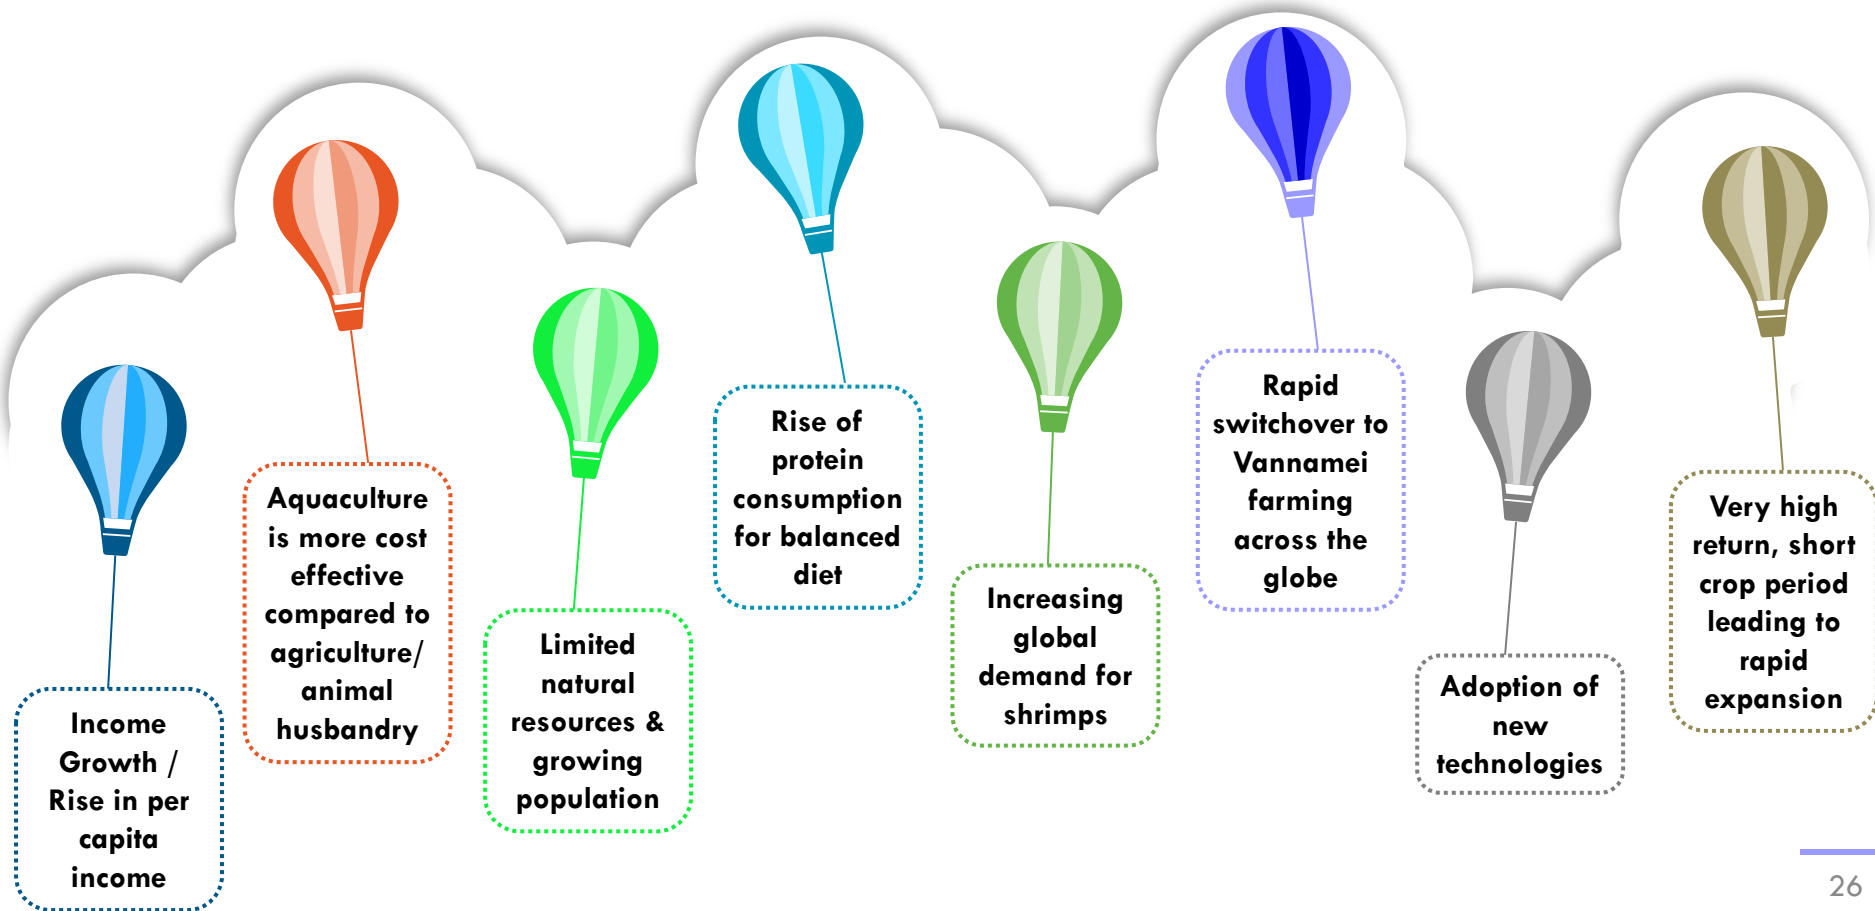 Income
Growth /
Rise in per
capita
income
Aquaculture
is more cost
effective
compared to
agriculture/
animal
husbandry
Limited
natural
resources &
growing
population
Rise of
protein
consumption
for balanced
diet
Increasing
global
demand for
shrimps
Rapid
switchover to
Vannamei
farming
across the
globe
Adoption of
new
technologies
Very high
return, short
crop period
leading to
rapid
expansion
26